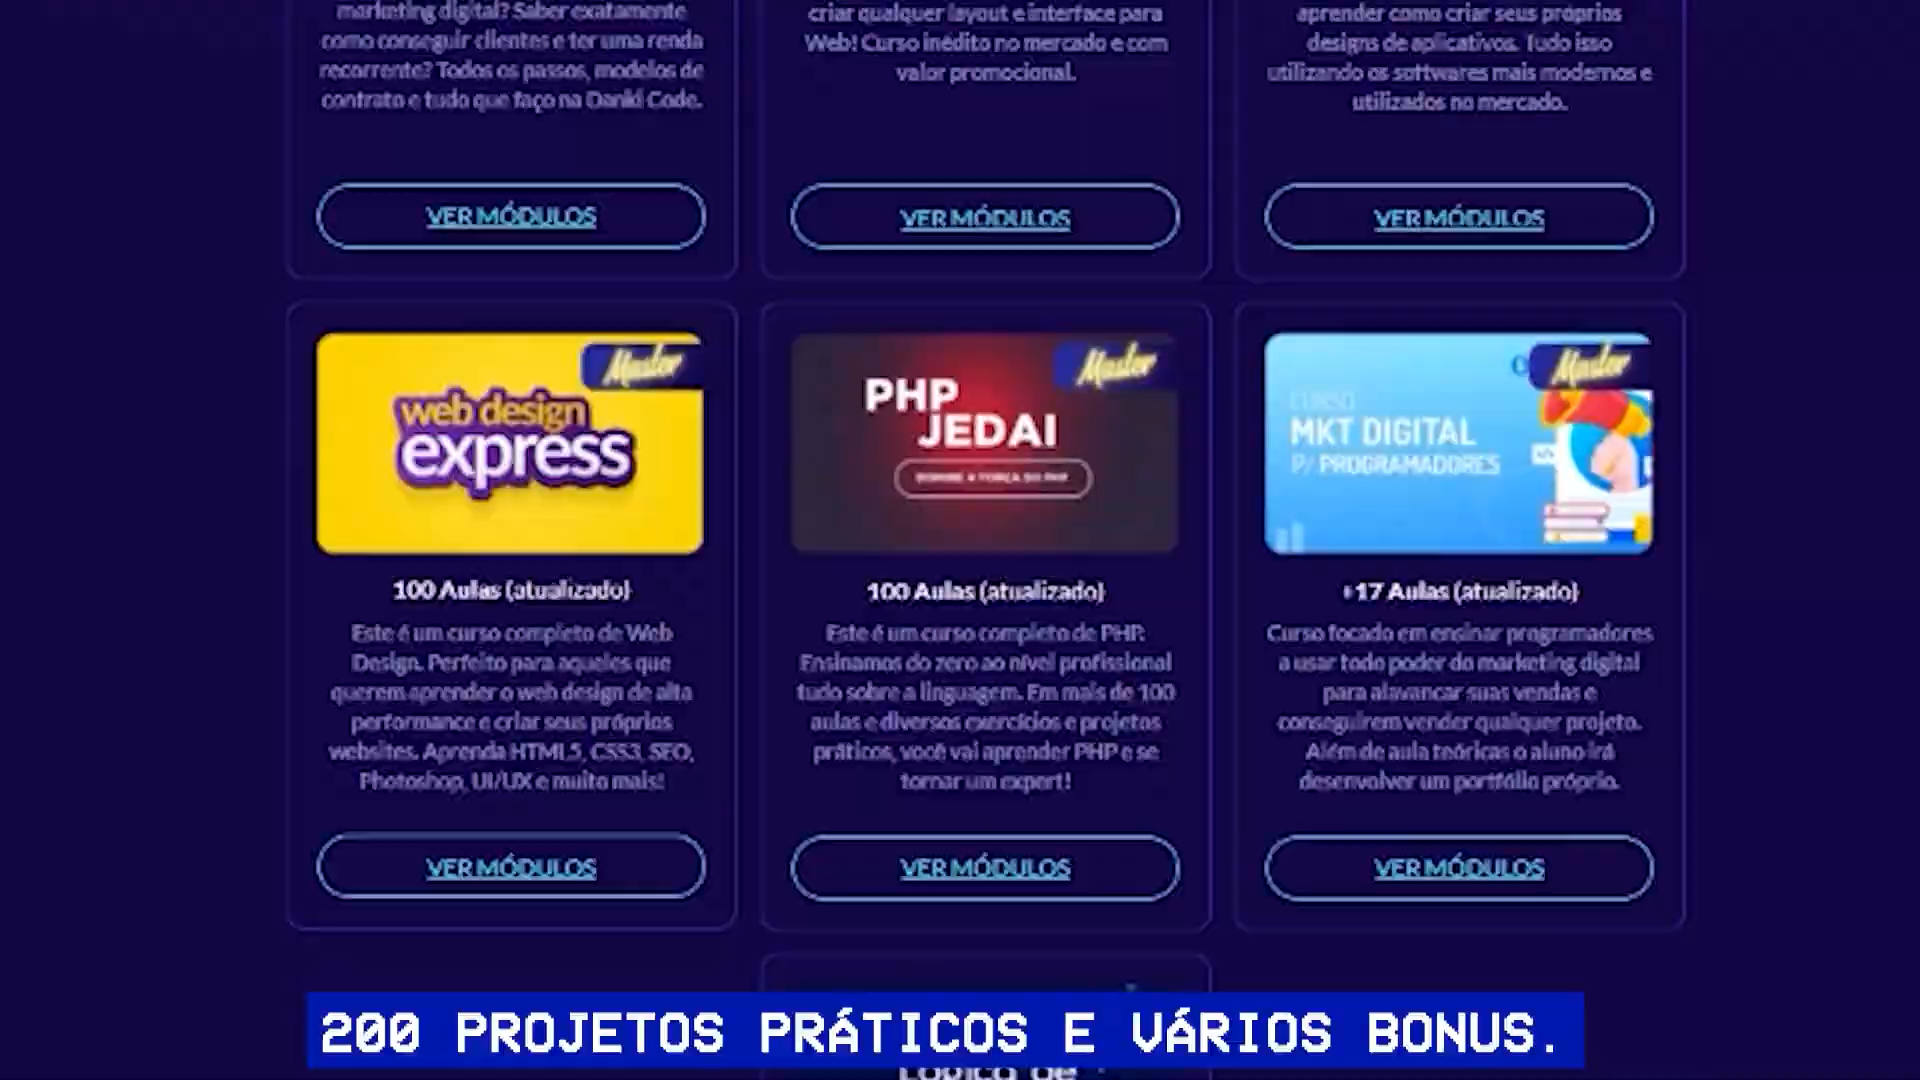 marketing digital? Saber exatamente
como conseguir clientes e ter uma renda
recorrente? Todos os passos, modelos de
contrato e tudo que faço na Danki Code.
VER MÓDULOS
criar qualquer layout e interface para
Web! Curso inédito no mercado e com
valor promocional.
VER MÓDULOS
aprender como criar seus próprios
designs de aplicativos. Tudo isso
utilizando os softwares mais modernos e
utilizados no mercado.
VER MÓDULOS
Master
web design
express
100 Aulas (atualizado)
Este é um curso completo de Web
Design. Perfeito para aqueles que
querem aprender o web design de alta
performance e criar seus próprios
websites. Aprenda HTML5, CSS3, SEO,
Photoshop, UI/UX e muito mais!
VER MÓDULOS
Master
PHP
JEDAI
DOMINE A FORÇA DO PHP
100 Aulas (atualizado)
Este é um curso completo de PHP.
Ensinamos do zero ao nível profissional
tudo sobre a linguagem. Em mais de 100
aulas e diversos exercícios e projetos
práticos, você vai aprender PHP e se
tornar um expert!
VER MÓDULOS
Master
CURSO
MKT DIGITAL
P/ PROGRAMADORES
+17 Aulas (atualizado)
Curso focado em ensinar programadores
a usar todo poder do marketing digital
para alavancar suas vendas e
conseguirem vender qualquer projeto.
Além de aula teóricas o aluno irá
desenvolver um portfólio próprio.
VER MÓDULOS
200 PROJETOS PRÁTICOS E VÁRIOS BONUS.
Lógica de